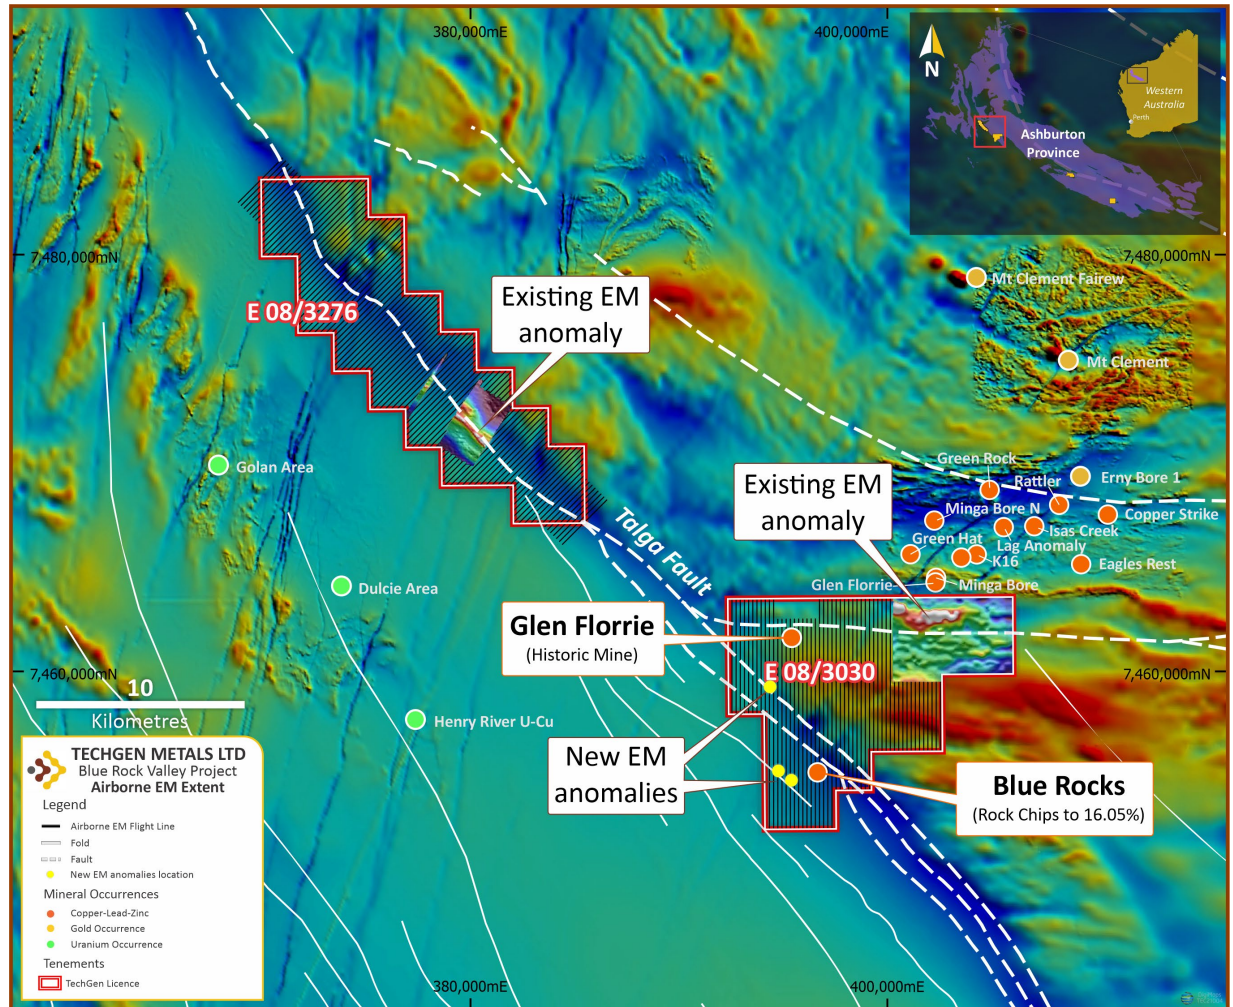 380,000mE
400,000mE
N
Western
Australia
Perth
Ashburton
Province
7,480,000mN
7,480,000mN
Mt Clement Fairew
E 08/3276
Existing EM
anomaly
Mt Clement
Golan Area
Green Rock
Existing EM
anomaly
Rattler
Erny Bore 1
Minga Bore N
Copper Strike
Isas Creek
Green Hat
Lag Anomaly
K16
Eagles Rest
Talga Fault
Dulcie Area
Glen Florrie
Minga Bore
Glen Florrie
(Historic Mine)
E 08/3030
7,460,000mN
7,460,000mN
10
Kilometres
Henry River U-Cu
New EM
anomalies
Blue Rocks
(Rock Chips to 16.05%)
TECHGEN METALS LTD
Blue Rock Valley Project
Airborne EM Extent
Legend
Airborne EM Flight Line
Fold
Fault
New EM anomalies location
Mineral Occurrences
Copper-Lead-Zinc
Gold Occurrence
Uranium Occurrence
Tenements
TechGen Licence
380,000mE
400,000mE